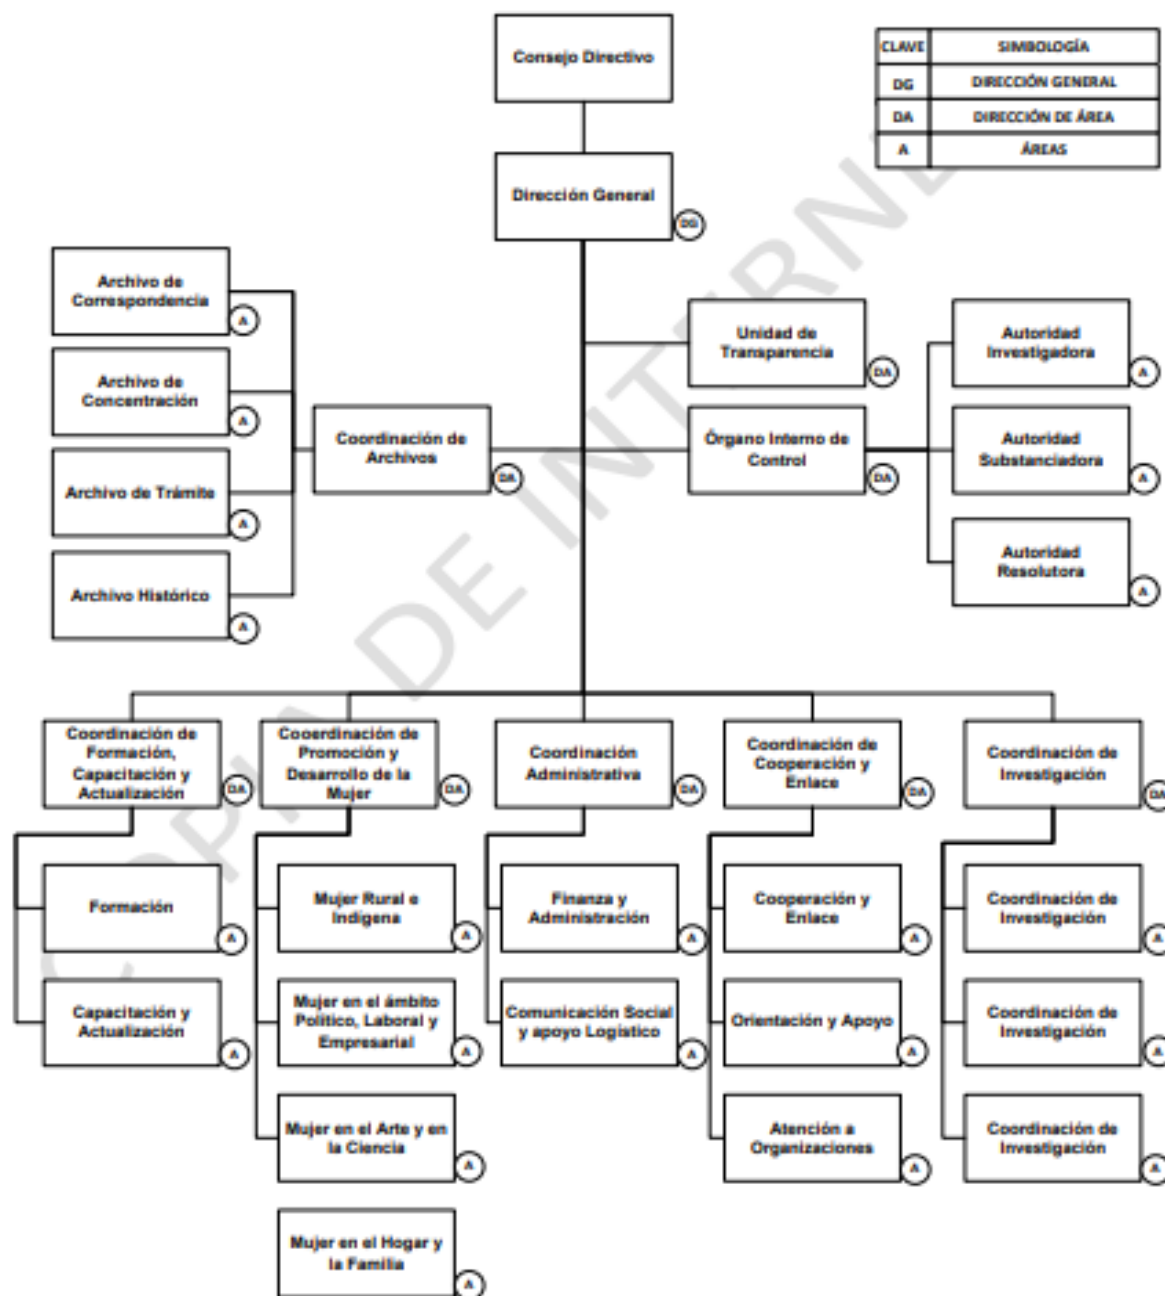 Consejo Directivo
CLAVE SIMBOLOGÍA
DG DIRECCIÓN GENERAL
DA DIRECCIÓN DE ÁREA
A ÁREAS
Dirección General
DG
Archivo de
Correspondencia
A
Archivo de
Concentración
A
Archivo de Trámite
A
Archivo Histórico
A
Coordinación de
Archivos
DA
Unidad de
Transparencia
DA
Órgano Interno de
Control
DA
Autoridad
Investigadora
A
Autoridad
Substanciadora
A
Autoridad
Resolutora
A
Coordinación de
Formación,
Capacitación y
Actualización
DA
Cooerdinación de
Promoción y
Desarrollo de la
Mujer
DA
Coordinación
Administrativa
DA
Coordinación de
Cooperación y
Enlace
DA
Coordinación de
Investigación
DA
Formación
A
Capacitación y
Actualización
A
Mujer Rural e
Indígena
A
Mujer en el ámbito
Político, Laboral y
Empresarial
A
Mujer en el Arte y en
la Ciencia
A
Mujer en el Hogar y
la Familia
A
Finanza y
Administración
A
Comunicación Social
y apoyo Logístico
A
Cooperación y
Enlace
A
Orientación y Apoyo
A
Atención a
Organizaciones
A
Coordinación de
Investigación
A
Coordinación de
Investigación
A
Coordinación de
Investigación
A
COPIA DE INTERNE